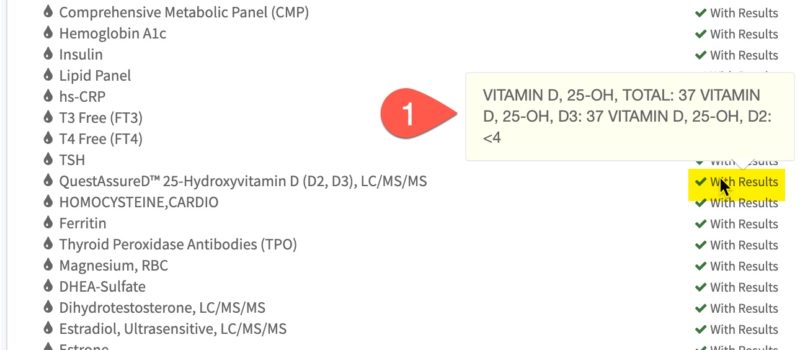 Comprehensive Metabolic Panel (CMP) With Results
Hemoglobin A1c With Results
Insulin With Results
Lipid Panel
hs-CRP
T3 Free (FT3)
T4 Free (FT4)
1
VITAMIN D, 25-OH, TOTAL: 37 VITAMIN
D, 25-OH, D3: 37 VITAMIN D, 25-OH, D2:
<4
TSH With Results
QuestAssureD™ 25-Hydroxyvitamin D (D2, D3), LC/MS/MS With Results
HOMOCYSTEINE,CARDIO With Results
Ferritin With Results
Thyroid Peroxidase Antibodies (TPO) With Results
Magnesium, RBC With Results
DHEA-Sulfate With Results
Dihydrotestosterone, LC/MS/MS With Results
Estradiol, Ultrasensitive, LC/MS/MS With Results
Estrone With Results